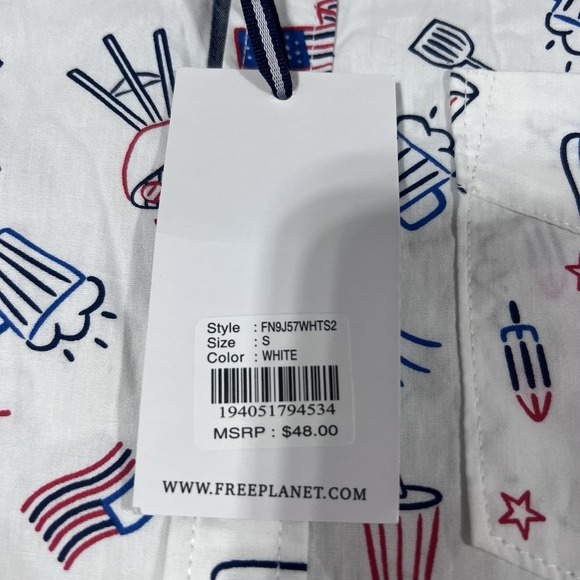 Style : FN9J57WHTS2
Size : S
Color : WHITE
194051794534
MSRP : $48.00
WWW.FREEPLANET.COM